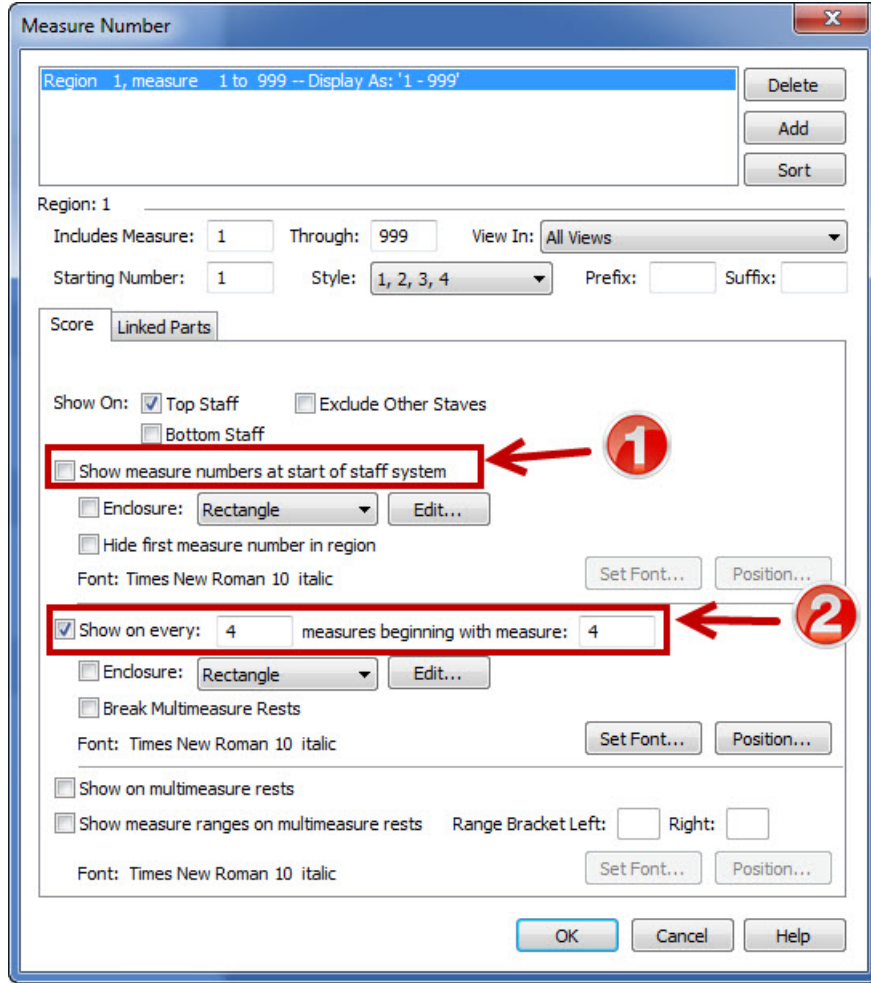 Measure Number
X
Region 1, measure 1 to 999 -- Display As: '1 - 999'
Delete
Add
Sort
Region: 1
Includes Measure: 1 Through: 999 View In: All Views
Starting Number: 1 Style: 1, 2, 3, 4 Prefix: Suffix:
Score Linked Parts
Show On: Top Staff Exclude Other Staves
Bottom Staff
1
Show measure numbers at start of staff system
Enclosure: Rectangle Edit...
Hide first measure number in region
Font: Times New Roman 10 italic Set Font... Position...
2
Show on every: 4 measures beginning with measure: 4
Enclosure: Rectangle Edit...
Break Multimeasure Rests
Font: Times New Roman 10 italic Set Font... Position...
Show on multimeasure rests
Show measure ranges on multimeasure rests Range Bracket Left: Right:
Font: Times New Roman 10 italic Set Font... Position...
OK Cancel Help